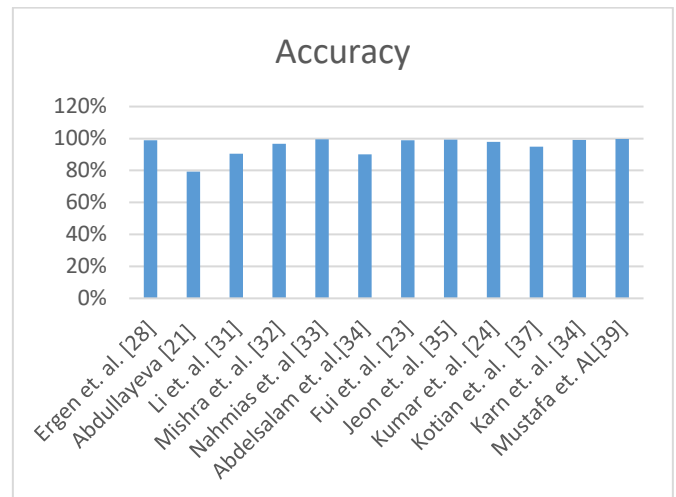 Accuracy
120%
100%
80%
60%
40%
20%
0%
Ergen et. al. [28]
Abdullayeva [21]
Li et. al. [31]
Mishra et. al. [32]
Nahmias et. al [33]
Abdelsalam et. al.[34]
Fui et. al. [23]
Jeon et. al. [35]
Kumar et. al. [24]
Kotian et. al. [37]
Karn et. al. [34]
Mustafa et. AL[39]